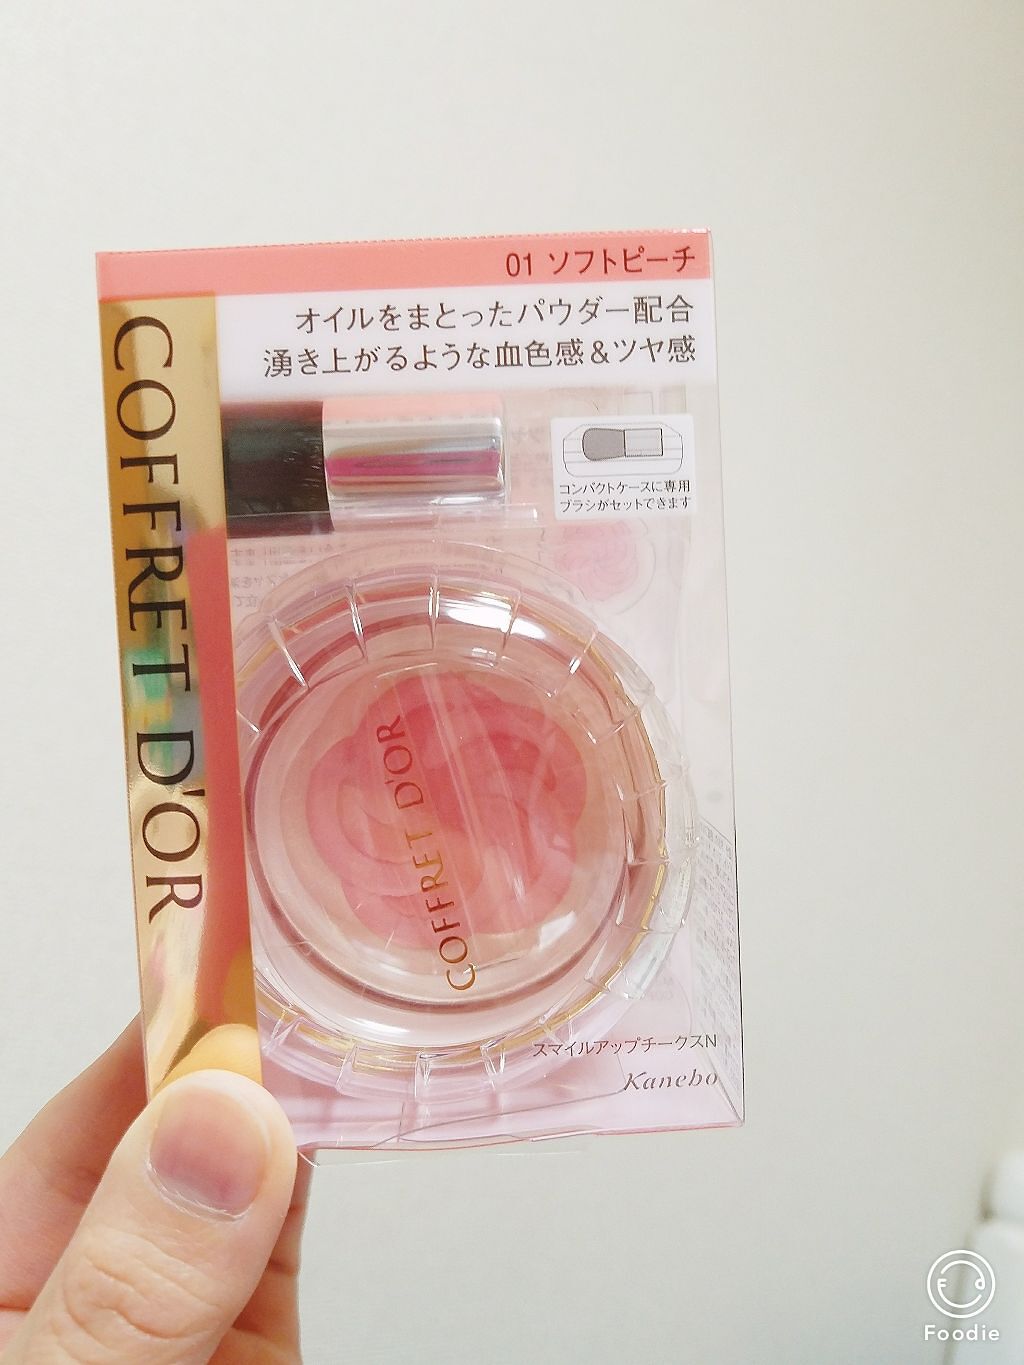 01 ソフトピーチ
オイルをまとったパウダー配合
湧き上がるような血色感&ツヤ感
COFFRET D'OR
コンパクトケースに専用
ブラシがセットできます
COFFRET D'OR
スマイルアップチークスN
Kanebo
Foodie